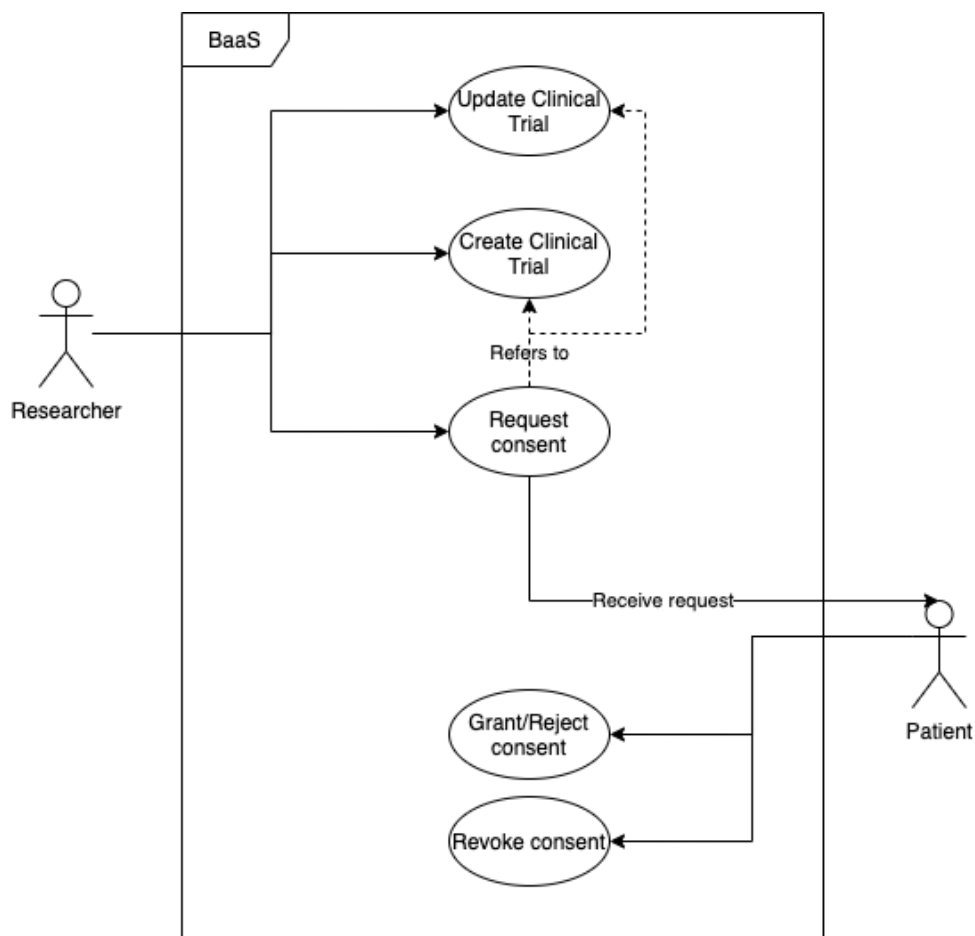 BaaS
Update Clinical
Trial
Create Clinical
Trial
Refers to
Researcher
Request
consent
Receive request
Grant/Reject
consent
Patient
Revoke consent